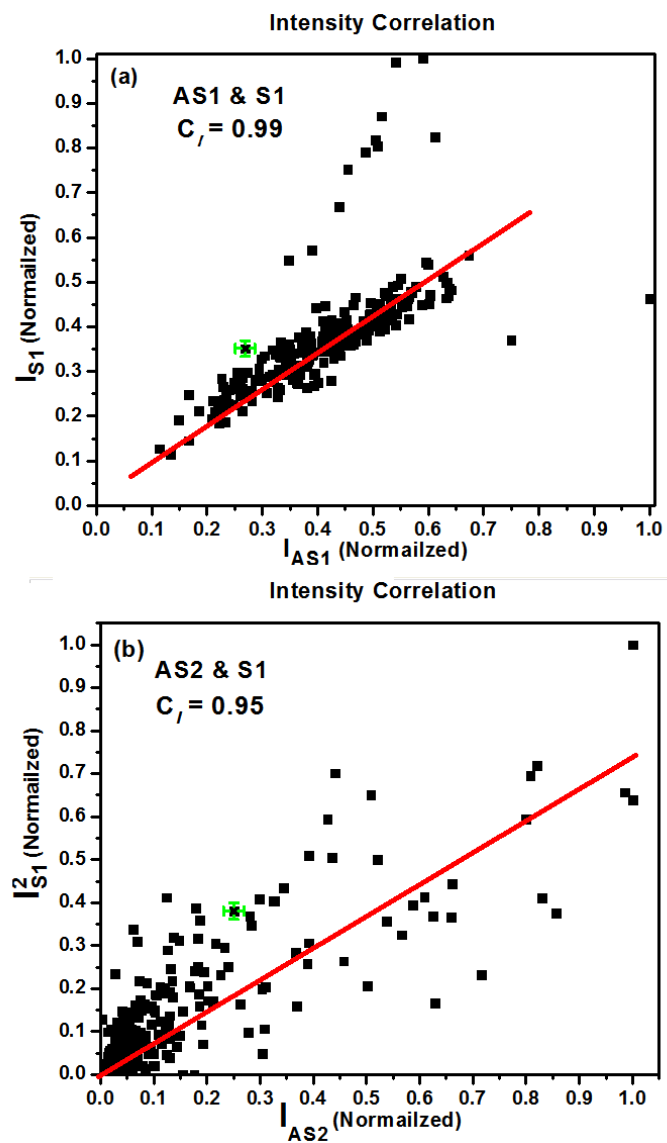 Intensity Correlation
(a)
AS1 & S1
C_I = 0.99
1.0
0.9
0.8
0.7
0.6
0.5
0.4
0.3
0.2
0.1
0.0
I_S1 (Normailzed)
0.0 0.1 0.2 0.3 0.4 0.5 0.6 0.7 0.8 0.9 1.0
I_AS1 (Normailzed)
Intensity Correlation
(b)
AS2 & S1
C_I = 0.95
1.0
0.9
0.8
0.7
0.6
0.5
0.4
0.3
0.2
0.1
0.0
I²_S1 (Normailzed)
0.0 0.1 0.2 0.3 0.4 0.5 0.6 0.7 0.8 0.9 1.0
I_AS2 (Normailzed)